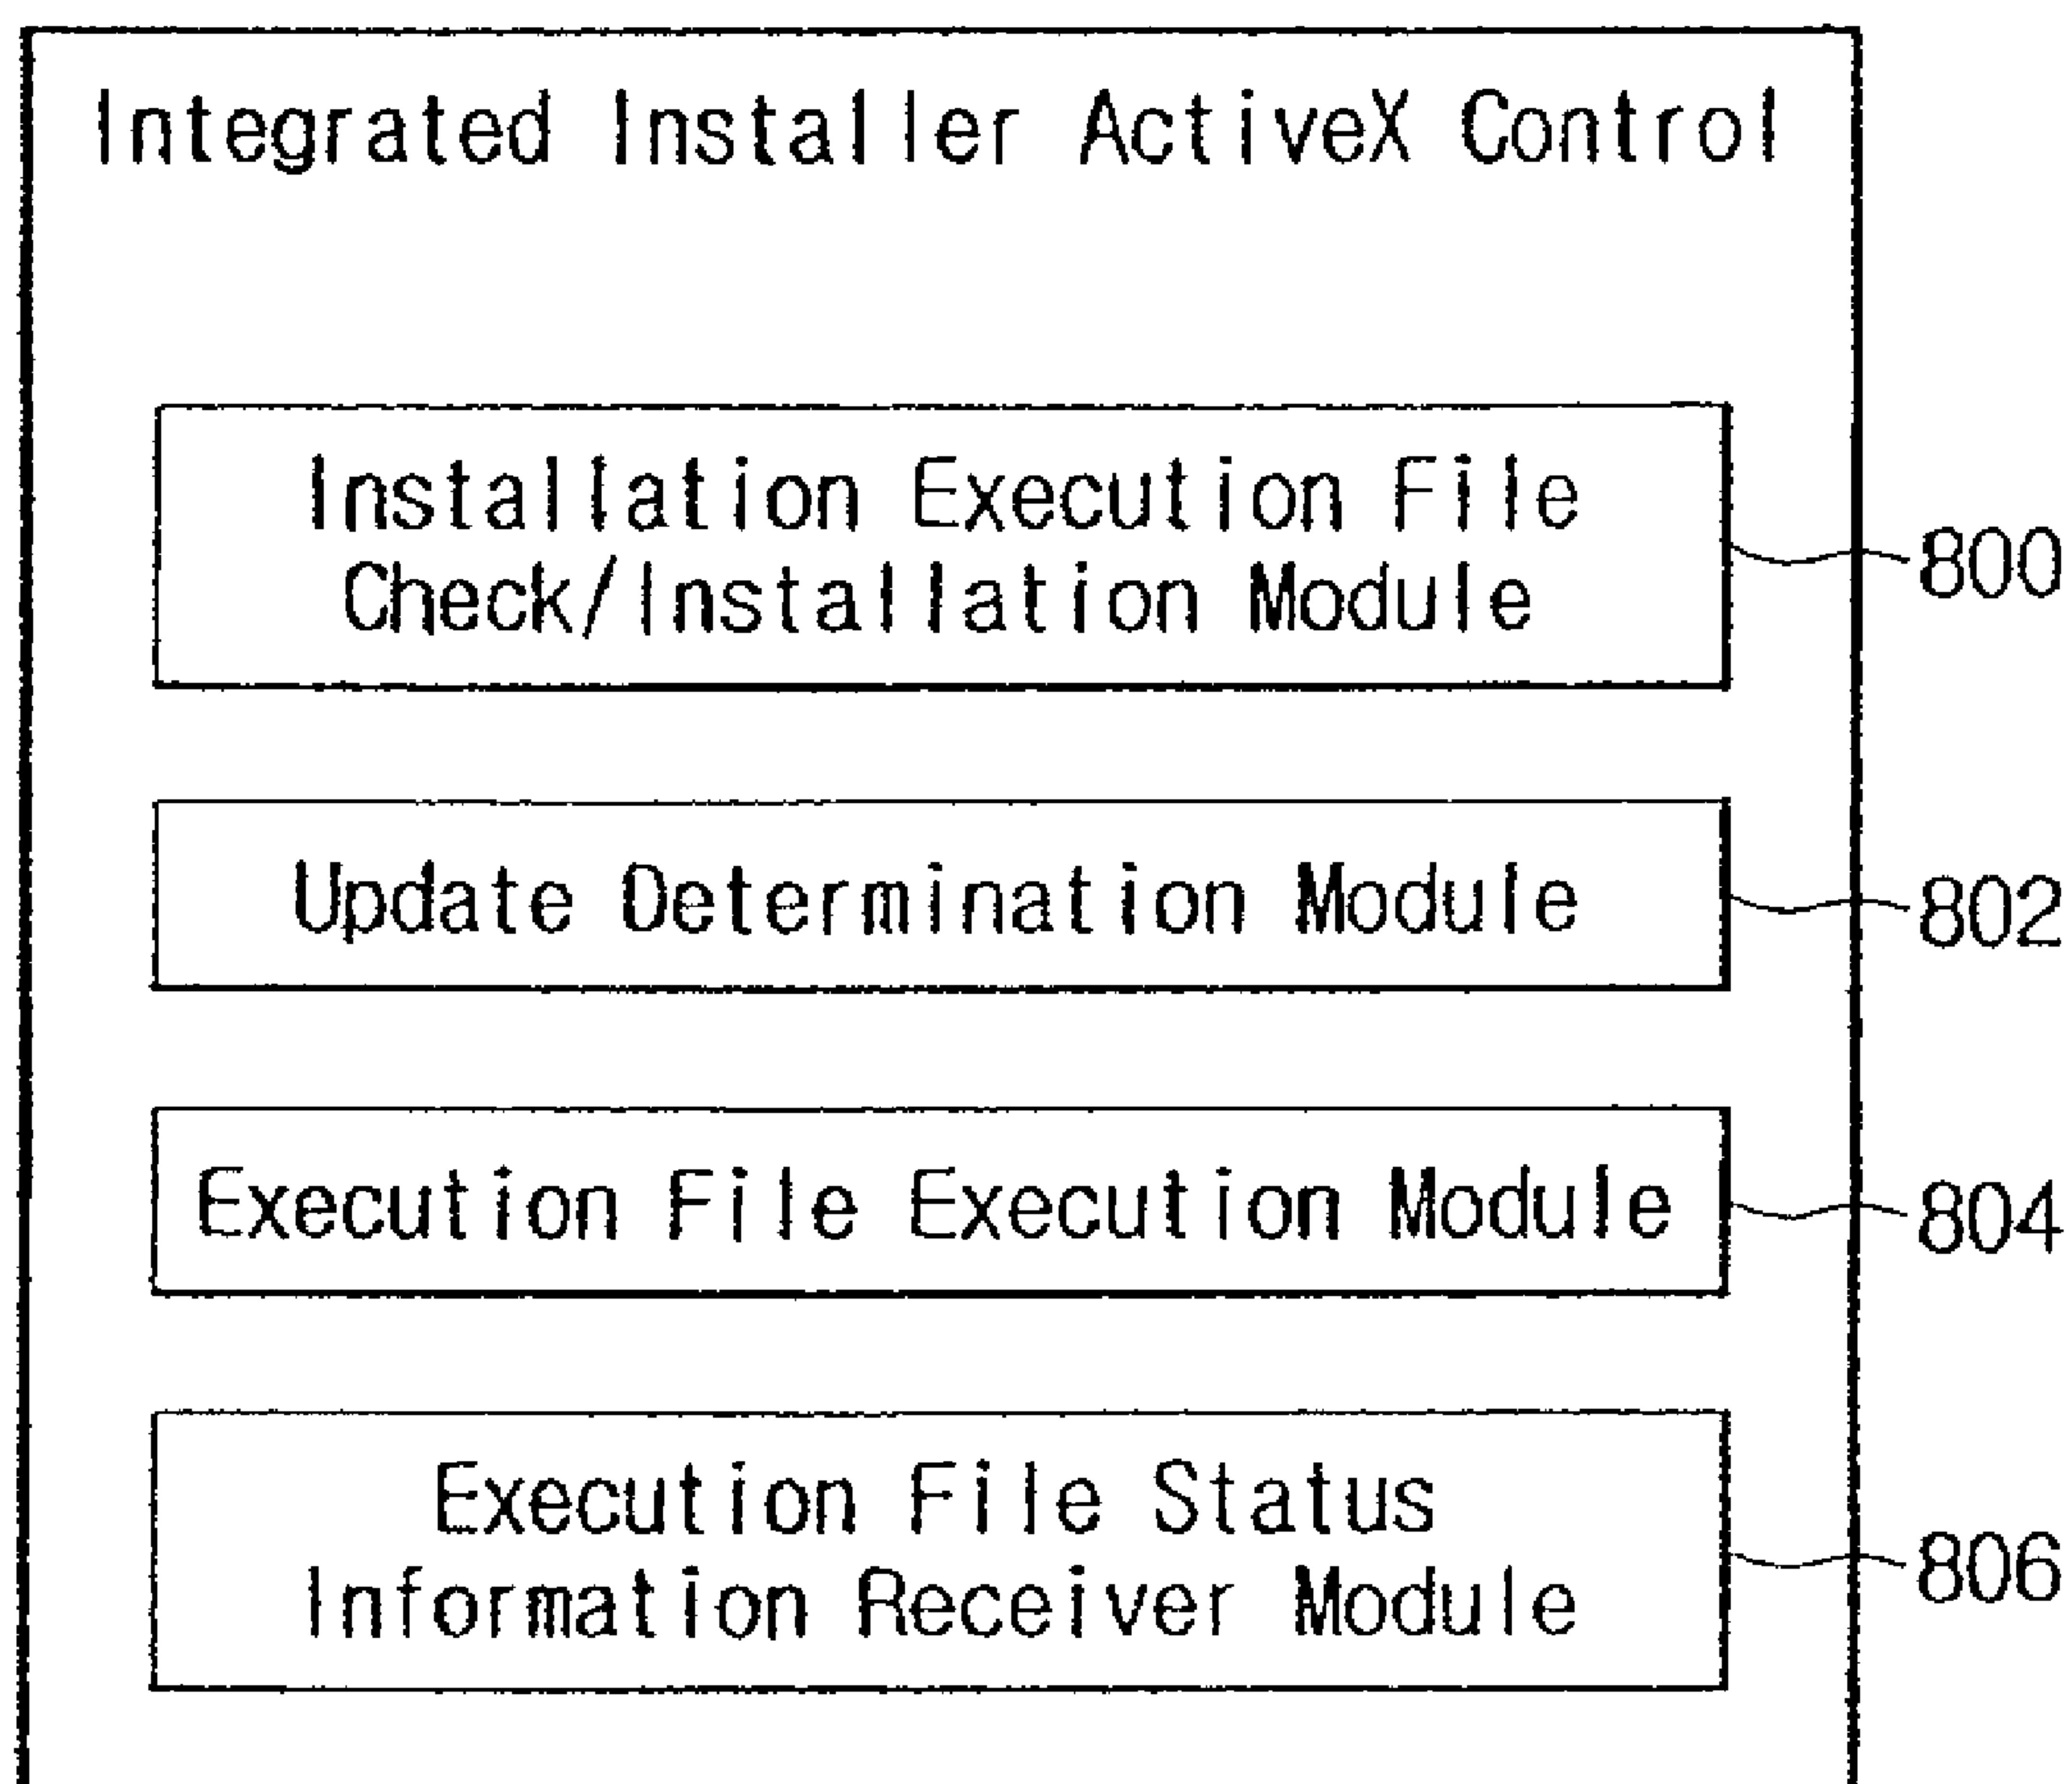 Integrated Installer ActiveX Control
Installation Execution File
Check/Installation Module
800
Update Determination Module
802
Execution File Execution Module
804
Execution File Status
Information Receiver Module
806